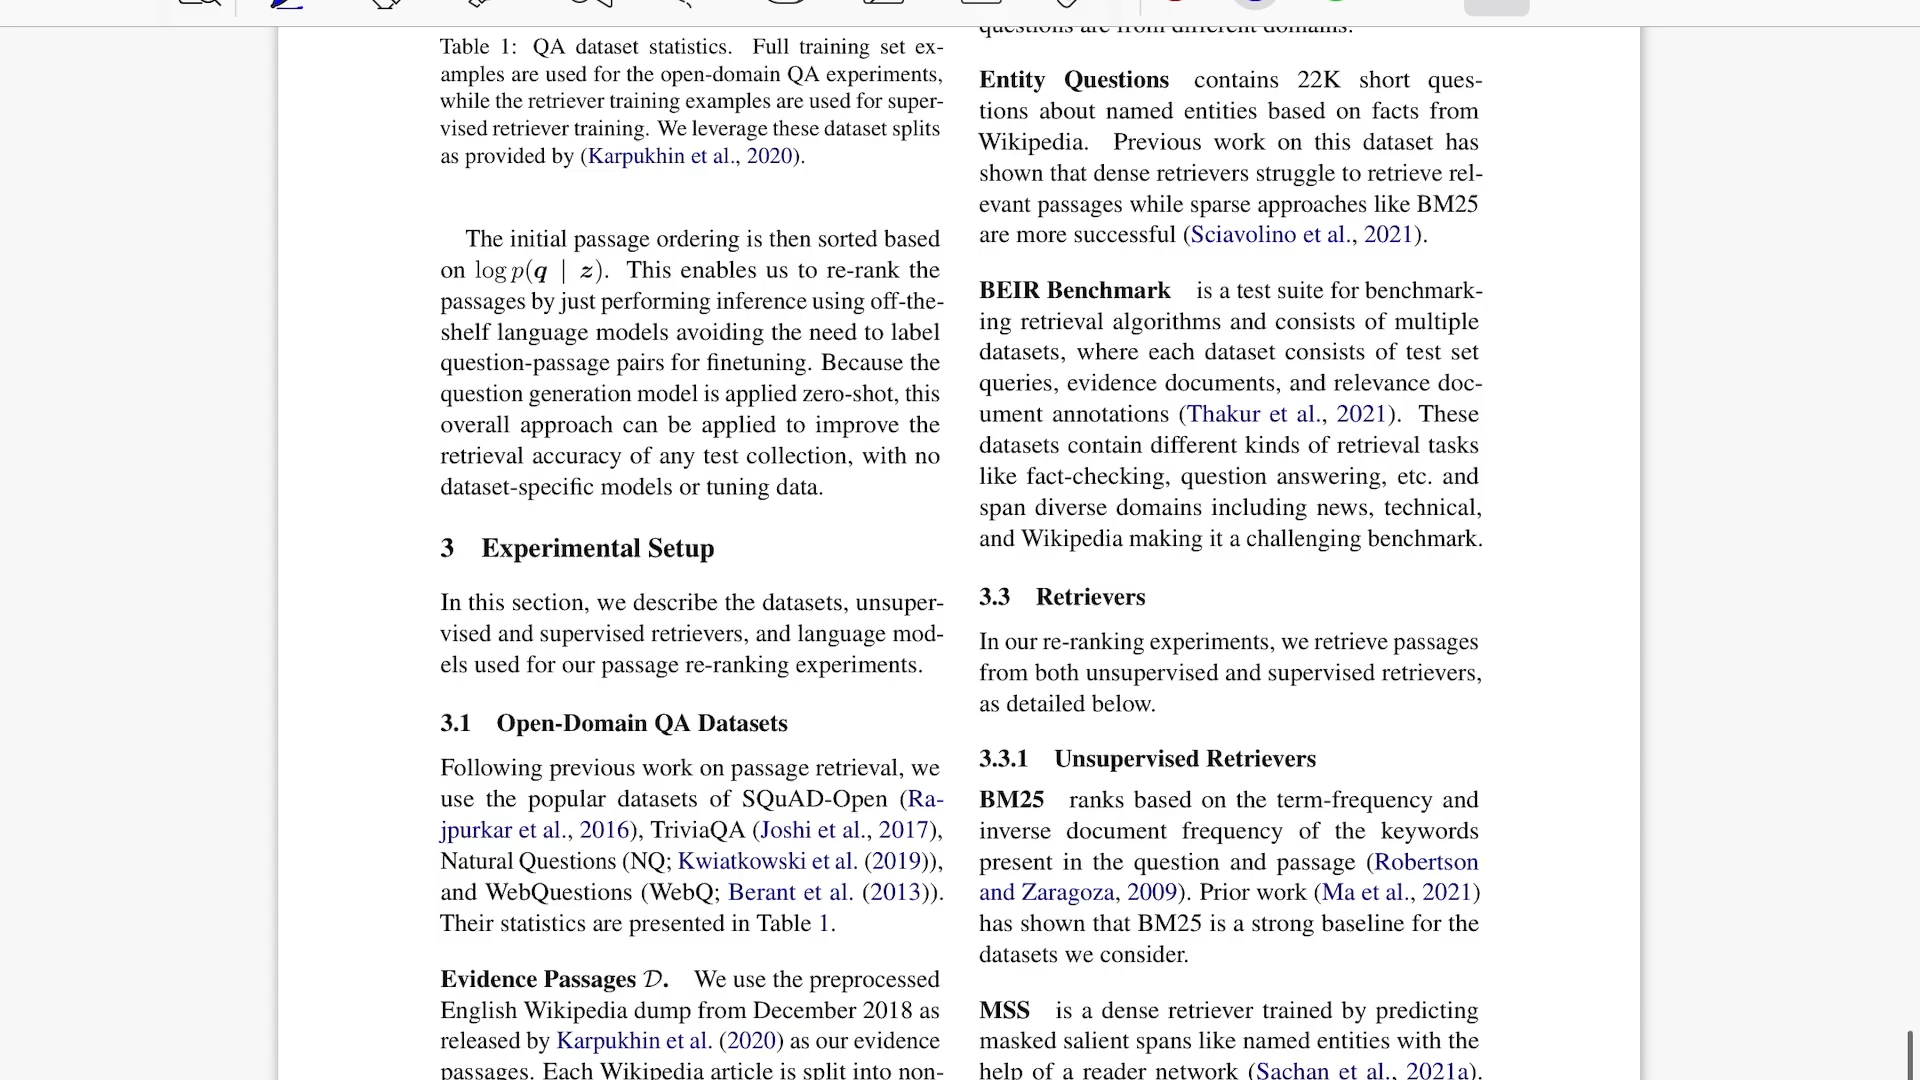 Table 1: QA dataset statistics. Full training set ex-
amples are used for the open-domain QA experiments,
while the retriever training examples are used for super-
vised retriever training. We leverage these dataset splits
as provided by (Karpukhin et al., 2020).
The initial passage ordering is then sorted based
on log p(q | z). This enables us to re-rank the
passages by just performing inference using off-the-
shelf language models avoiding the need to label
question-passage pairs for finetuning. Because the
question generation model is applied zero-shot, this
overall approach can be applied to improve the
retrieval accuracy of any test collection, with no
dataset-specific models or tuning data.
3 Experimental Setup
In this section, we describe the datasets, unsuper-
vised and supervised retrievers, and language mod-
els used for our passage re-ranking experiments.
3.1 Open-Domain QA Datasets
Following previous work on passage retrieval, we
use the popular datasets of SQuAD-Open (Ra-
jpurkar et al., 2016), TriviaQA (Joshi et al., 2017),
Natural Questions (NQ; Kwiatkowski et al. (2019)),
and WebQuestions (WebQ; Berant et al. (2013)).
Their statistics are presented in Table 1.
Evidence Passages 𝒟. We use the preprocessed
English Wikipedia dump from December 2018 as
released by Karpukhin et al. (2020) as our evidence
passages. Each Wikipedia article is split into non-
questions are from different domains.
Entity Questions contains 22K short ques-
tions about named entities based on facts from
Wikipedia. Previous work on this dataset has
shown that dense retrievers struggle to retrieve rel-
evant passages while sparse approaches like BM25
are more successful (Sciavolino et al., 2021).
BEIR Benchmark is a test suite for benchmark-
ing retrieval algorithms and consists of multiple
datasets, where each dataset consists of test set
queries, evidence documents, and relevance doc-
ument annotations (Thakur et al., 2021). These
datasets contain different kinds of retrieval tasks
like fact-checking, question answering, etc. and
span diverse domains including news, technical,
and Wikipedia making it a challenging benchmark.
3.3 Retrievers
In our re-ranking experiments, we retrieve passages
from both unsupervised and supervised retrievers,
as detailed below.
3.3.1 Unsupervised Retrievers
BM25 ranks based on the term-frequency and
inverse document frequency of the keywords
present in the question and passage (Robertson
and Zaragoza, 2009). Prior work (Ma et al., 2021)
has shown that BM25 is a strong baseline for the
datasets we consider.
MSS is a dense retriever trained by predicting
masked salient spans like named entities with the
help of a reader network (Sachan et al., 2021a).